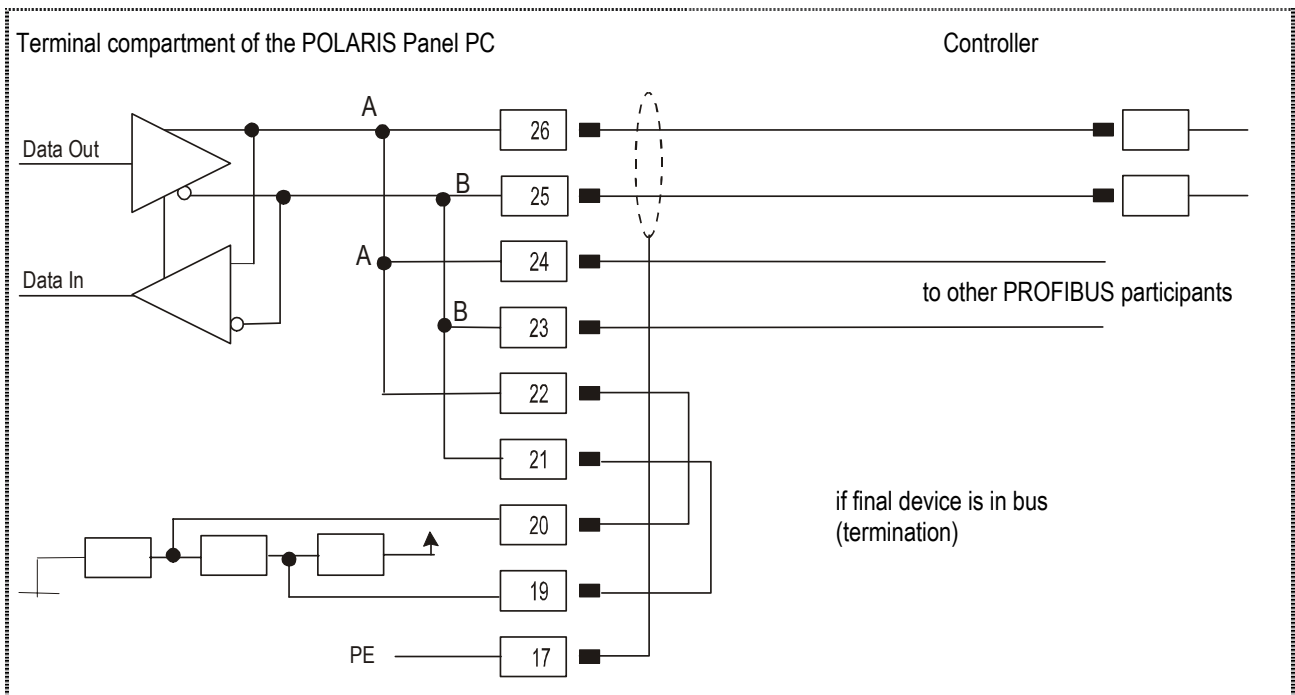 Terminal compartment of the POLARIS Panel PC
Controller
A
26
Data Out
B
25
A
24
Data In
to other PROFIBUS participants
B
23
22
21
if final device is in bus
(termination)
20
19
PE
17